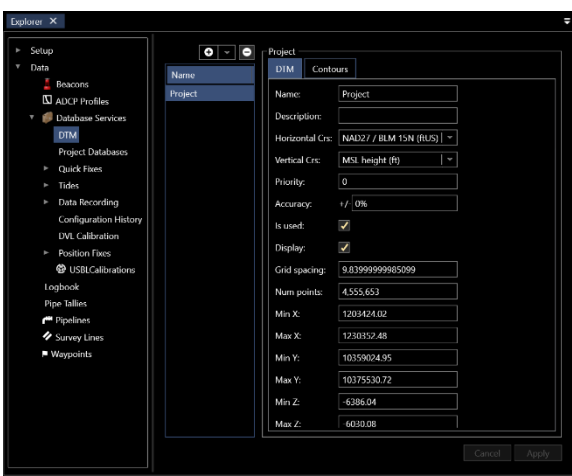 Explorer
Setup
Data
Beacons
ADCP Profiles
Database Services
DTM
Project Databases
Quick Fixes
Tides
Data Recording
Configuration History
DVL Calibration
Position Fixes
USBLCalibrations
Logbook
Pipe Tallies
Pipelines
Survey Lines
Waypoints
Name
Project
Project
DTM Contours
Name: Project
Description:
Horizontal Crs: NAD27 / BLM 15N (ftUS)
Vertical Crs: MSL height (ft)
Priority: 0
Accuracy: +/- 0%
Is used:
Display:
Grid spacing: 9.83999999985099
Num points: 4,555,653
Min X: 1203424.02
Max X: 1230352.48
Min Y: 10359024.95
Max Y: 10375530.72
Min Z: -6386.04
Max Z: -6030.08
Cancel Apply